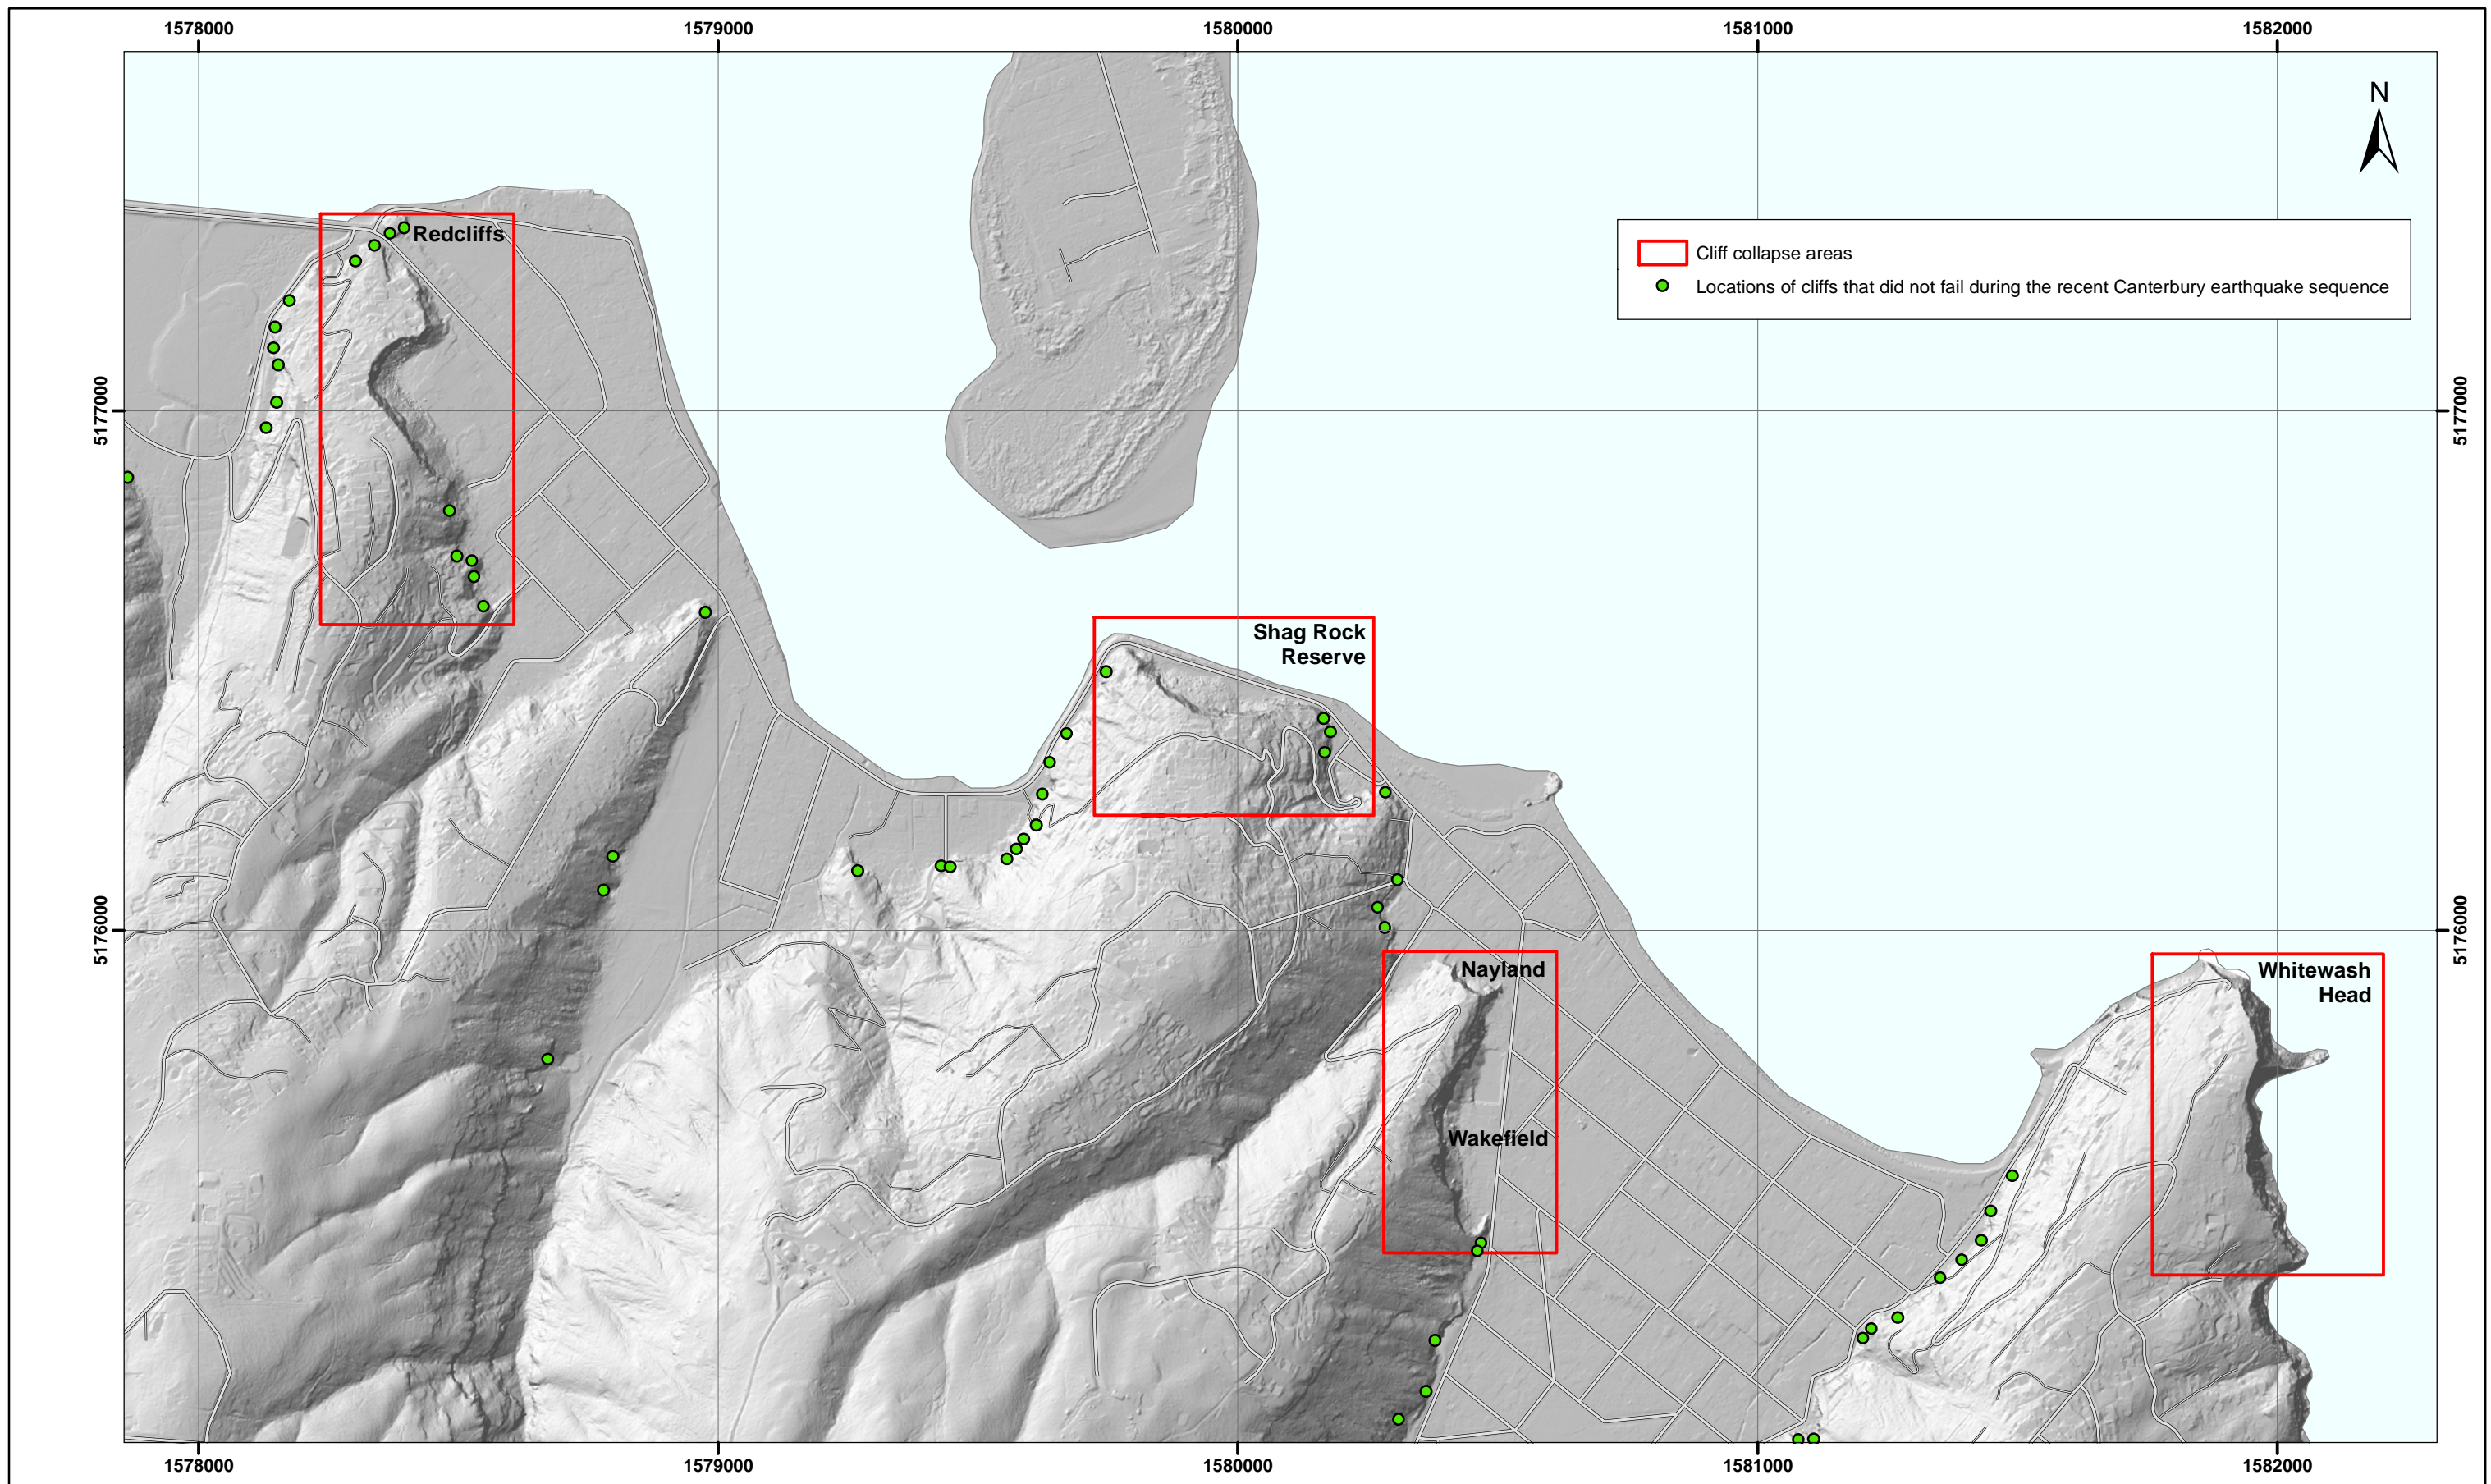 1578000 1579000 1580000 1581000 1582000
N
Cliff collapse areas
Locations of cliffs that did not fail during the recent Canterbury earthquake sequence
Redcliffs
5177000 5177000
Shag Rock
Reserve
5176000 5176000
Nayland
Whitewash
Head
Wakefield
1578000 1579000 1580000 1581000 1582000